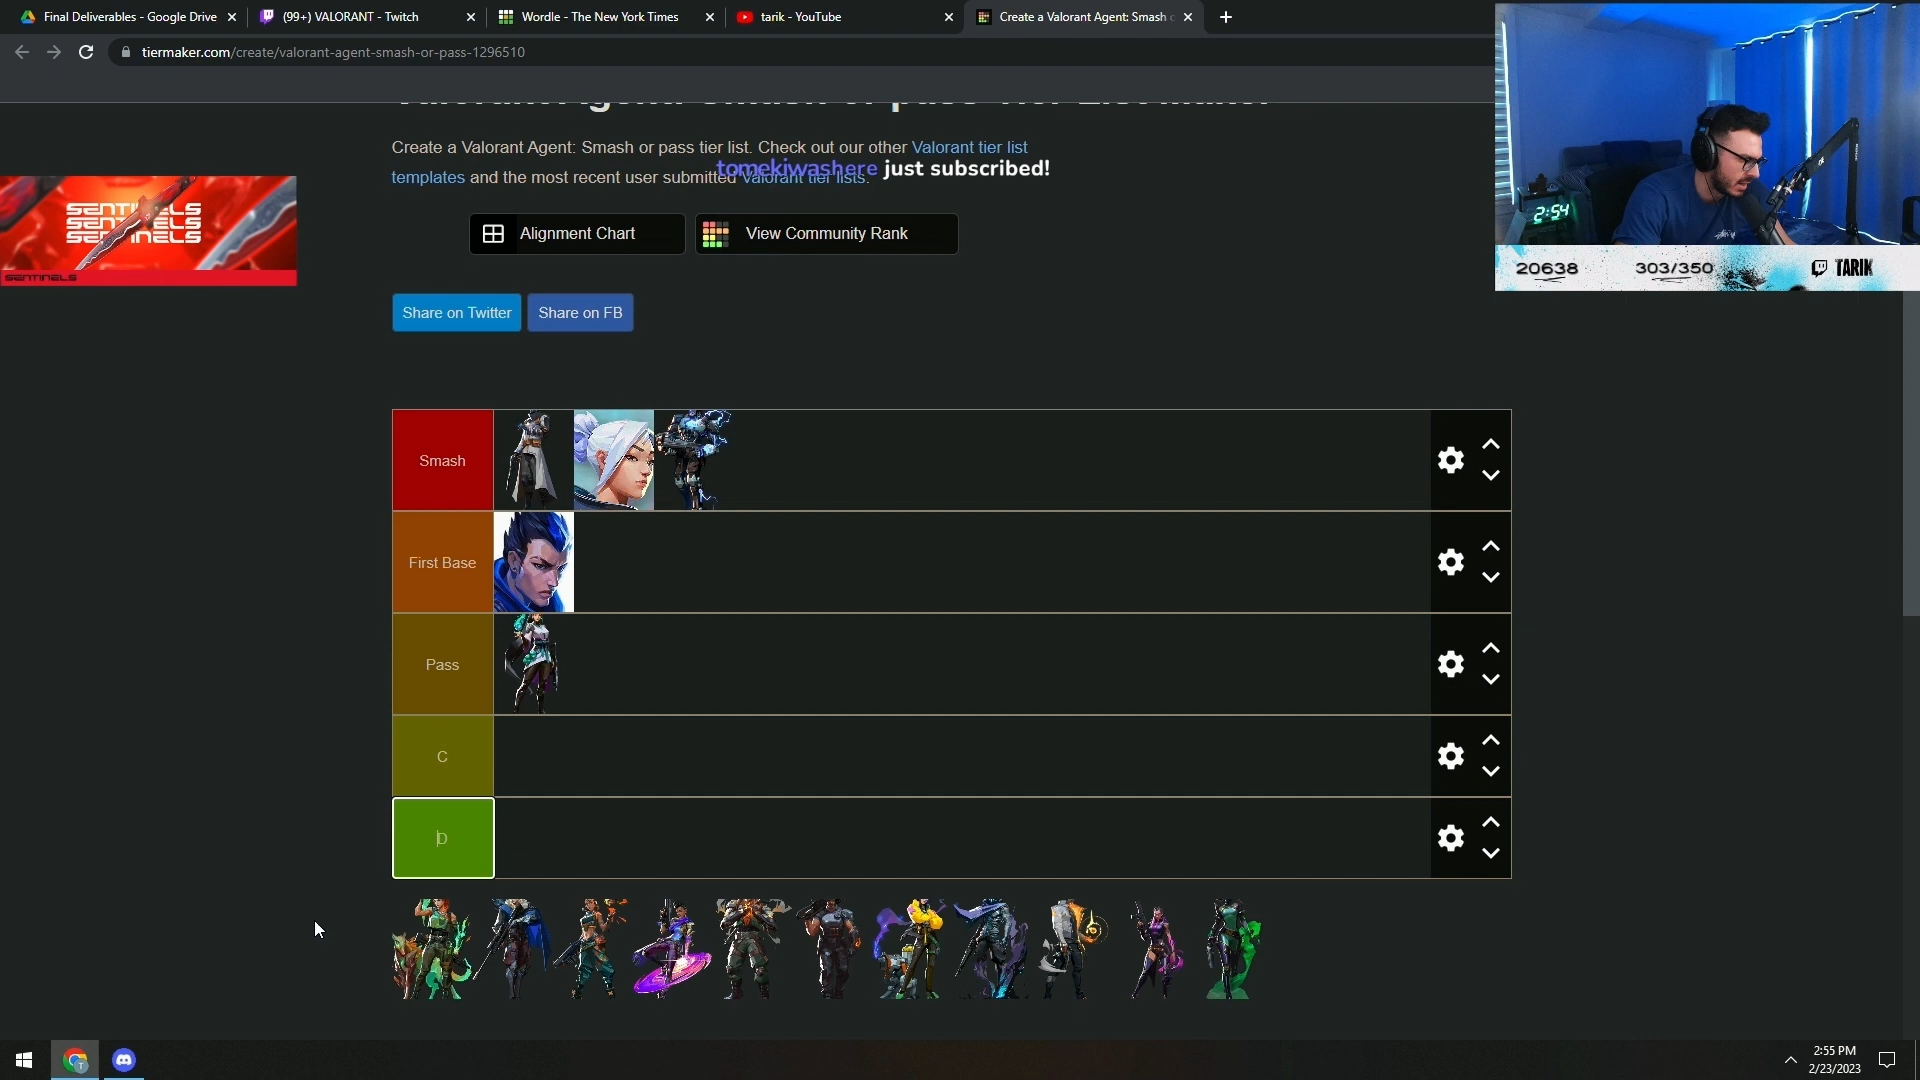 Final Deliverables - Google Drive
(99+) VALORANT - Twitch
Wordle - The New York Times
tarik - YouTube
Create a Valorant Agent: Smash
tiermaker.com/create/valorant-agent-smash-or-pass-1296510
Create a Valorant Agent: Smash or pass tier list. Check out our other Valorant tier list
templates and the most recent user submitted Valorant tier lists.
tomekiwashere just subscribed!
SENTINELS
SENTINELS
SENTINELS
SENTINELS
Alignment Chart
View Community Rank
2:54
20638
303/350
TARIK
Share on Twitter
Share on FB
Smash
First Base
Pass
C
D
2:55 PM
2/23/2023